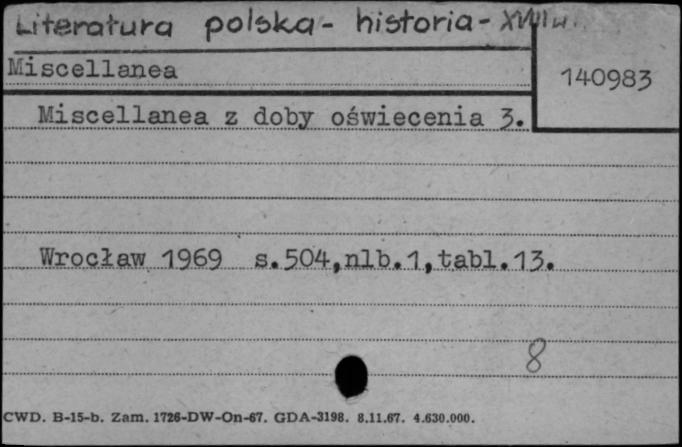 Literatura polska - historia - XVIII w.
Miscellanea
140983
Miscellanea z doby oświecenia 3.
Wrocław 1969 s.504,nlb.1,tabl.13.
8
CWD. B-15-b. Zam. 1726-DW-On-67. GDA-3198. 8.11.67. 4.630.000.